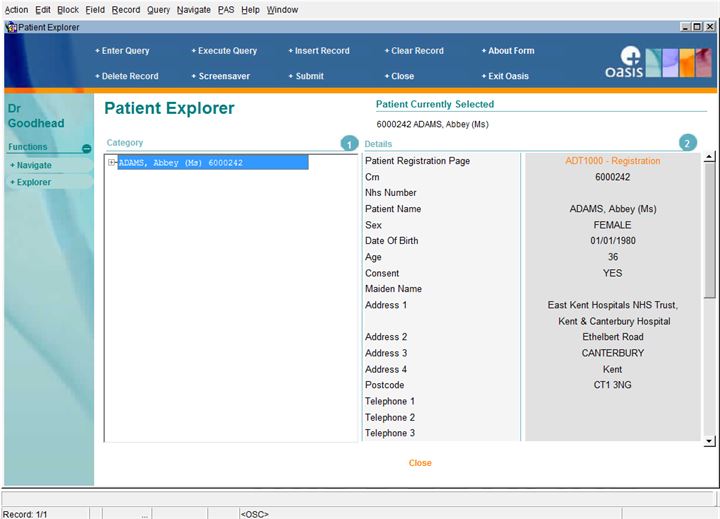 Action Edit Block Field Record Query Navigate PAS Help Window
Patient Explorer
+ Enter Query + Execute Query + Insert Record + Clear Record + About Form
+ Delete Record + Screensaver + Submit + Close + Exit Oasis
OASIS
Dr Goodhead
Functions
+ Navigate
+ Explorer
Patient Explorer
Patient Currently Selected
6000242 ADAMS, Abbey (Ms)
Category 1
ADAMS, Abbey (Ms) 6000242
Details 2
Patient Registration Page ADT1000 - Registration
Crn 6000242
Nhs Number
Patient Name ADAMS, Abbey (Ms)
Sex FEMALE
Date Of Birth 01/01/1980
Age 36
Consent YES
Maiden Name
Address 1 East Kent Hospitals NHS Trust,
Kent & Canterbury Hospital
Address 2 Ethelbert Road
Address 3 CANTERBURY
Address 4 Kent
Postcode CT1 3NG
Telephone 1
Telephone 2
Telephone 3
Close
Record: 1/1 ... <OSC>